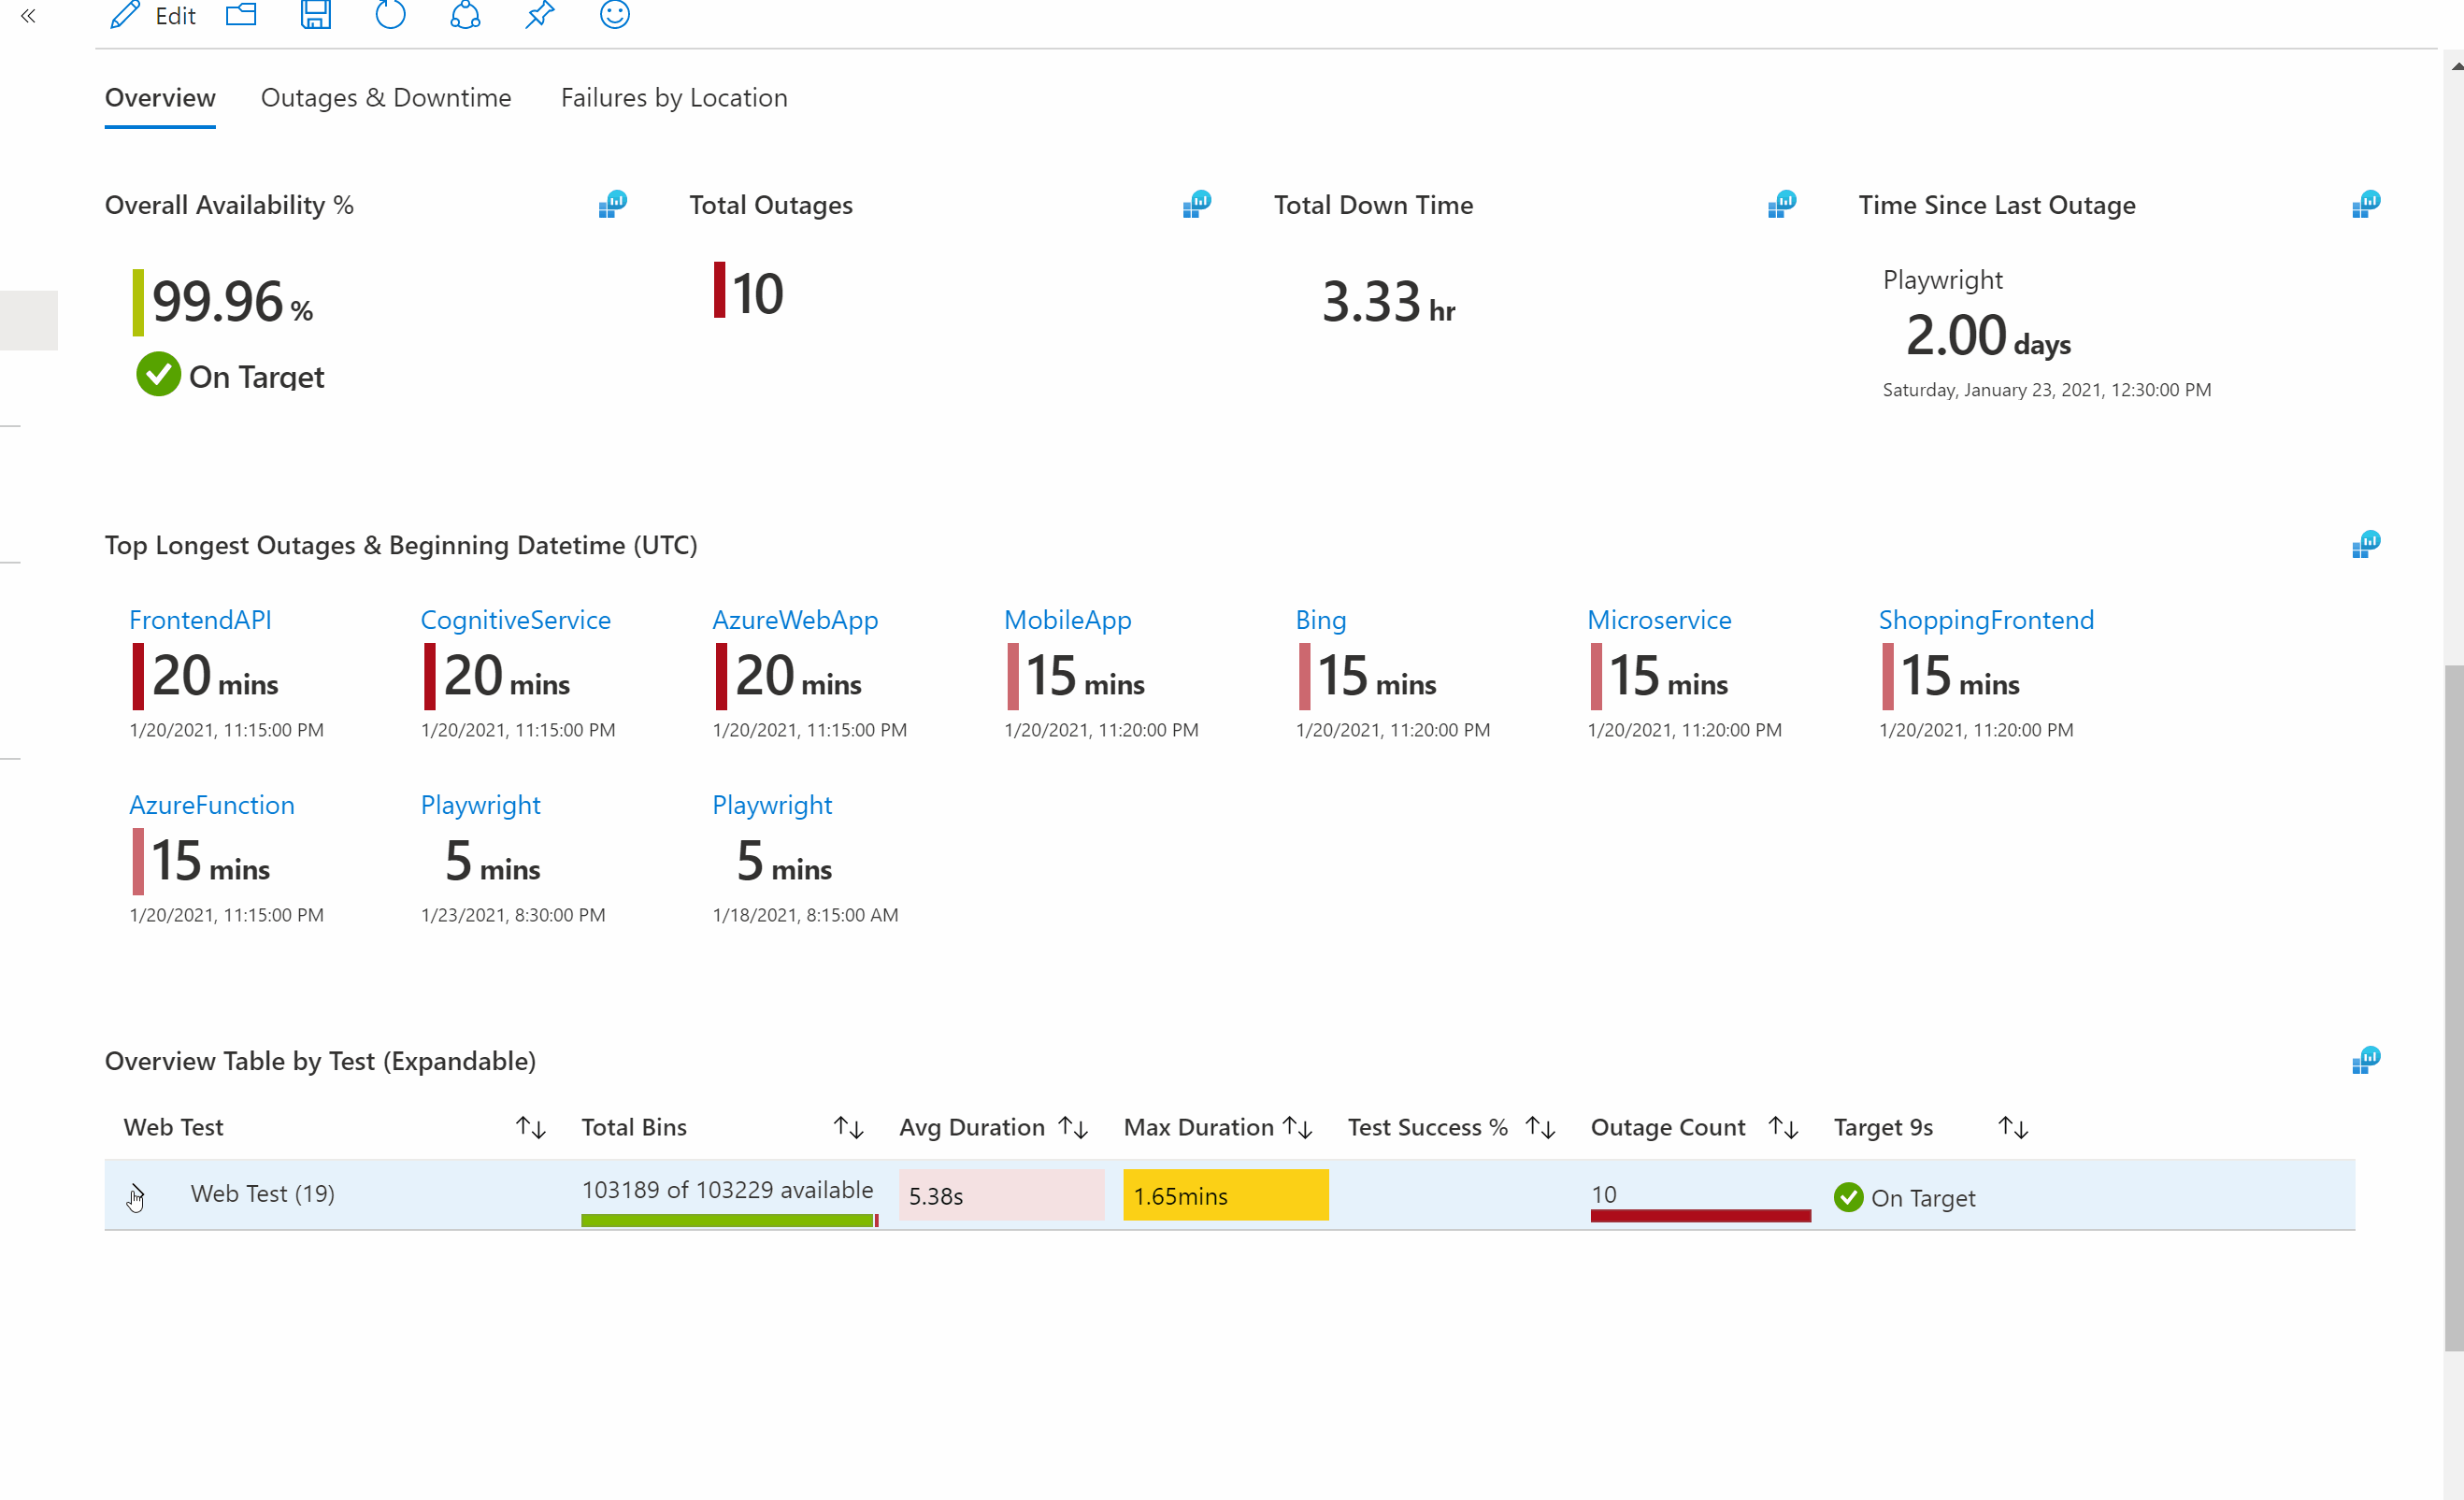 Edit
Overview Outages & Downtime Failures by Location
Overall Availability % Total Outages Total Down Time Time Since Last Outage
99.96 %
On Target
10
3.33 hr
Playwright
2.00 days
Saturday, January 23, 2021, 12:30:00 PM
Top Longest Outages & Beginning Datetime (UTC)
FrontendAPI CognitiveService AzureWebApp MobileApp Bing Microservice ShoppingFrontend
20 mins 20 mins 20 mins 15 mins 15 mins 15 mins 15 mins
1/20/2021, 11:15:00 PM 1/20/2021, 11:15:00 PM 1/20/2021, 11:15:00 PM 1/20/2021, 11:20:00 PM 1/20/2021, 11:20:00 PM 1/20/2021, 11:20:00 PM 1/20/2021, 11:20:00 PM
AzureFunction Playwright Playwright
15 mins 5 mins 5 mins
1/20/2021, 11:15:00 PM 1/23/2021, 8:30:00 PM 1/18/2021, 8:15:00 AM
Overview Table by Test (Expandable)
Web Test Total Bins Avg Duration Max Duration Test Success % Outage Count Target 9s
Web Test (19) 103189 of 103229 available 5.38s 1.65mins 10 On Target